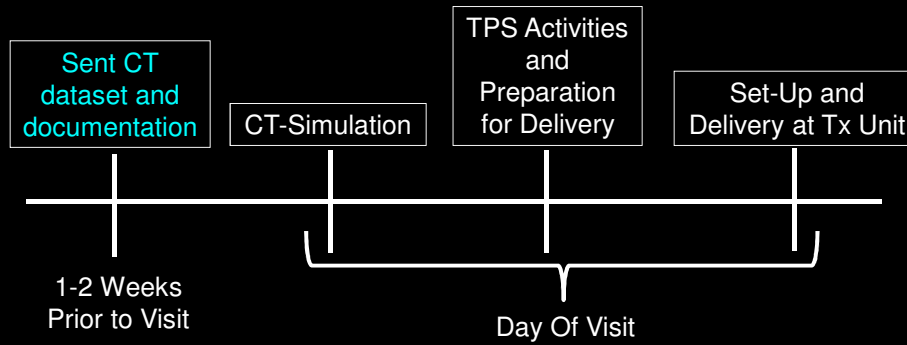 Sent CT
dataset and
documentation
CT-Simulation
TPS Activities
and
Preparation
for Delivery
Set-Up and
Delivery at Tx Unit
1-2 Weeks
Prior to Visit
Day Of Visit